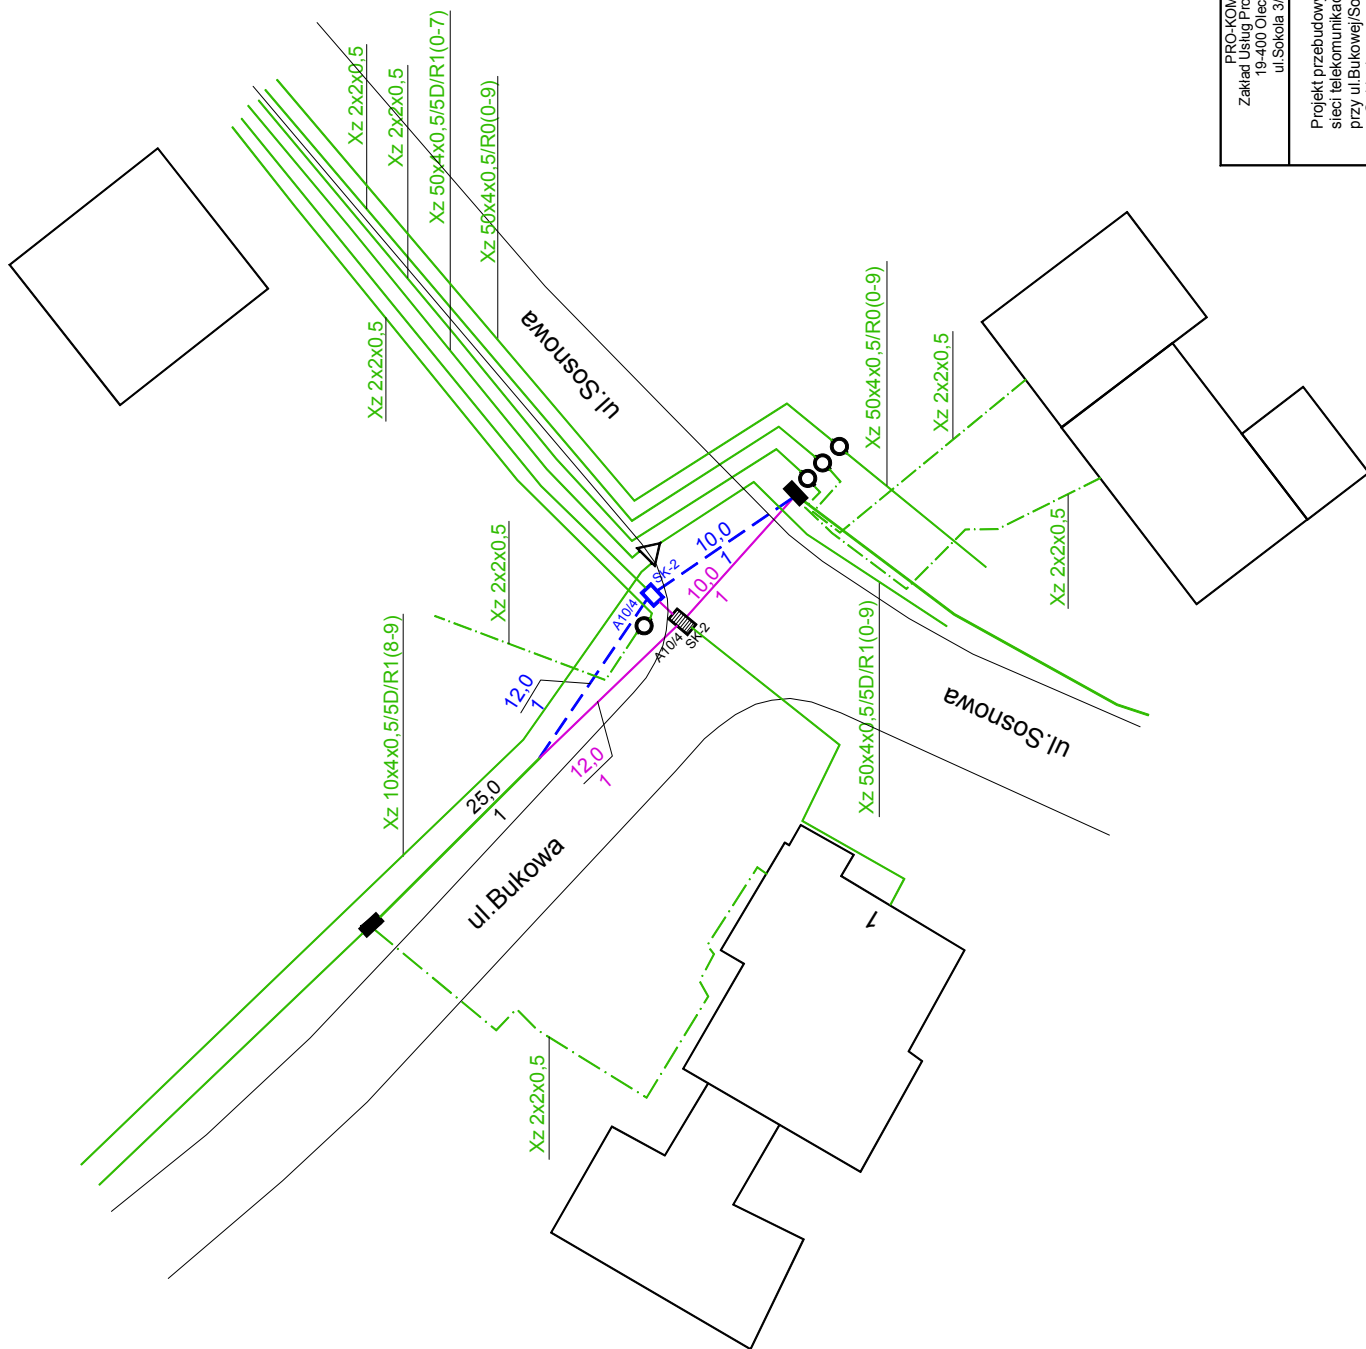 PRO-KOM
Zakład Usług Pro
19-400 Olec
ul.Sokola 3/
Projekt przebudowy
sieci telekomunikac
przy ul.Bukowej/So
Xz 2x2x0,5
Xz 2x2x0,5
Xz 50x4x0,5/5D/R1(0-7)
Xz 50x4x0,5/R0(0-9)
Xz 2x2x0,5
ul.Sosnowa
Xz 50x4x0,5/R0(0-9)
Xz 2x2x0,5
Xz 2x2x0,5
Xz 2x2x0,5
10,0
1
10,0
1
A10/4
SK-2
A10/4
SK-2
Xz 10x4x0,5/5D/R1(8-9)
12,0
1
12,0
1
25,0
1
Xz 50x4x0,5/5D/R1(0-9)
ul.Sosnowa
ul.Bukowa
1
Xz 2x2x0,5